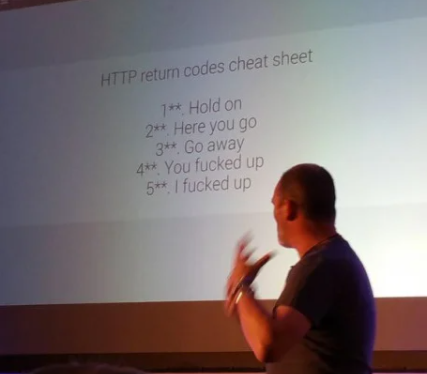 HTTP return codes cheat sheet
1**. Hold on
2**. Here you go
3**. Go away
4**. You fucked up
5**. I fucked up